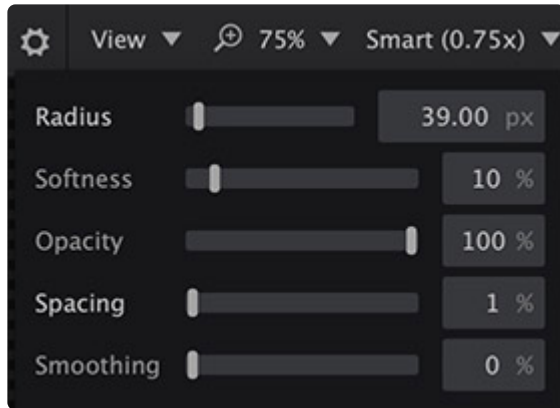 View 75% Smart (0.75x)
Radius 39.00 px
Softness 10 %
Opacity 100 %
Spacing 1 %
Smoothing 0 %